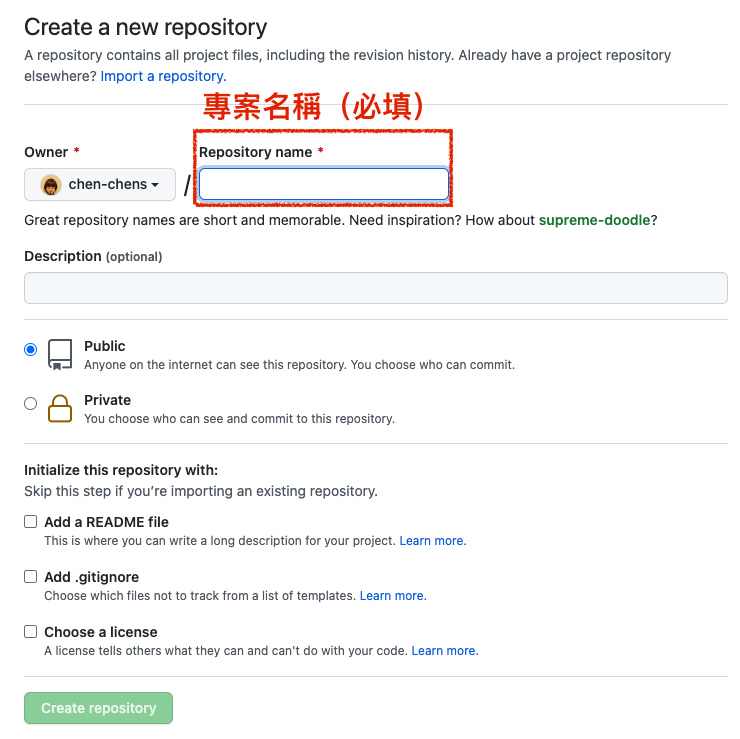 Create a new repository
A repository contains all project files, including the revision history. Already have a project repository
elsewhere? Import a repository.
專案名稱（必填）
Owner *
Repository name *
chen-chens
/
Great repository names are short and memorable. Need inspiration? How about supreme-doodle?
Description (optional)
Public
Anyone on the internet can see this repository. You choose who can commit.
Private
You choose who can see and commit to this repository.
Initialize this repository with:
Skip this step if you’re importing an existing repository.
Add a README file
This is where you can write a long description for your project. Learn more.
Add .gitignore
Choose which files not to track from a list of templates. Learn more.
Choose a license
A license tells others what they can and can't do with your code. Learn more.
Create repository